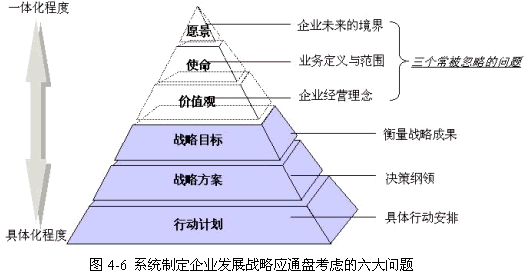 一体化程度
愿景
企业未来的境界
使命
业务定义与范围
三个常被忽略的问题
价值观
企业经营理念
战略目标
衡量战略成果
战略方案
决策纲领
行动计划
具体行动安排
具体化程度
图 4-6 系统制定企业发展战略应通盘考虑的六大问题